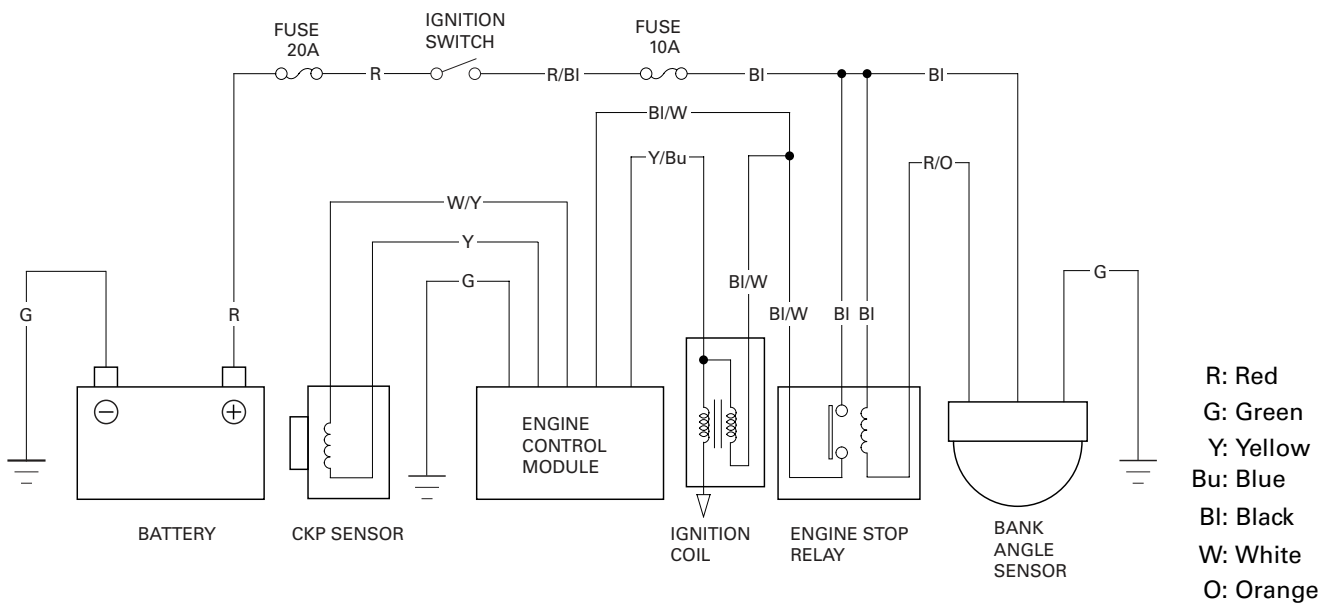 FUSE
20A
IGNITION
SWITCH
FUSE
10A
R
R/Bl
Bl
Bl
Bl/W
Y/Bu
R/O
W/Y
Y
G
G
Bl/W
G
R
Bl/W
Bl
Bl
ENGINE
CONTROL
MODULE
BATTERY
CKP SENSOR
IGNITION
COIL
ENGINE STOP
RELAY
BANK
ANGLE
SENSOR
R: Red
G: Green
Y: Yellow
Bu: Blue
Bl: Black
W: White
O: Orange